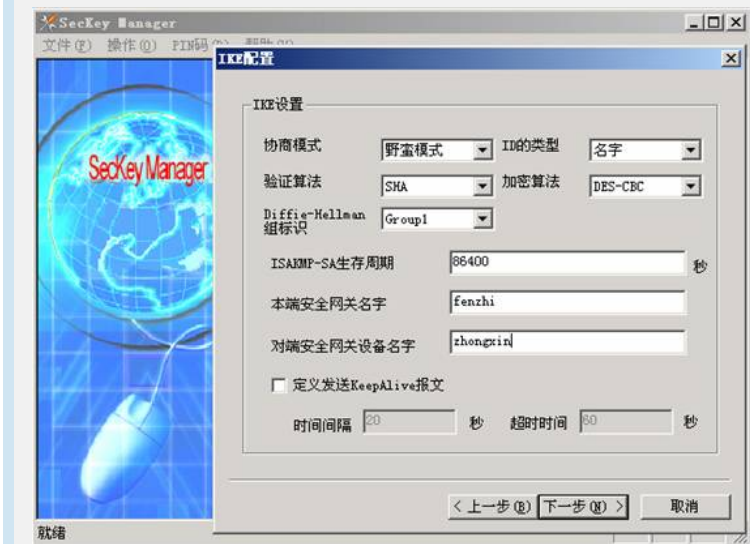 SecKey Manager
文件(F) 操作(O) PIN码
IKE配置
SecKey Manager
IKE设置
协商模式 野蛮模式 ID的类型 名字
验证算法 SHA 加密算法 DES-CBC
Diffie-Hellman
组标识 Group1
ISAKMP-SA生存周期 86400 秒
本端安全网关名字 fenzhi
对端安全网关设备名字 zhongxin
定义发送KeepAlive报文
时间间隔 20 秒 超时时间 60 秒
<上一步(B) 下一步(N)> 取消
就绪